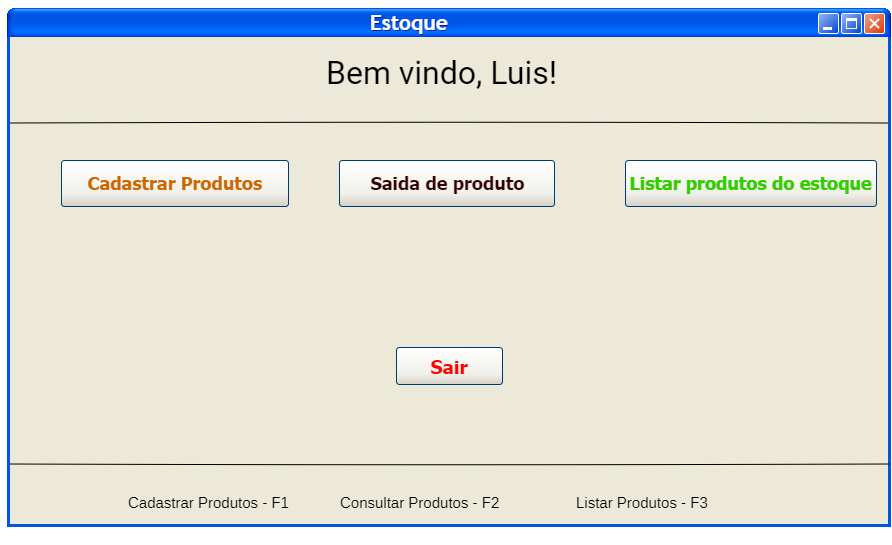 Estoque
Bem vindo, Luis!
Cadastrar Produtos
Saida de produto
Listar produtos do estoque
Sair
Cadastrar Produtos - F1
Consultar Produtos - F2
Listar Produtos - F3